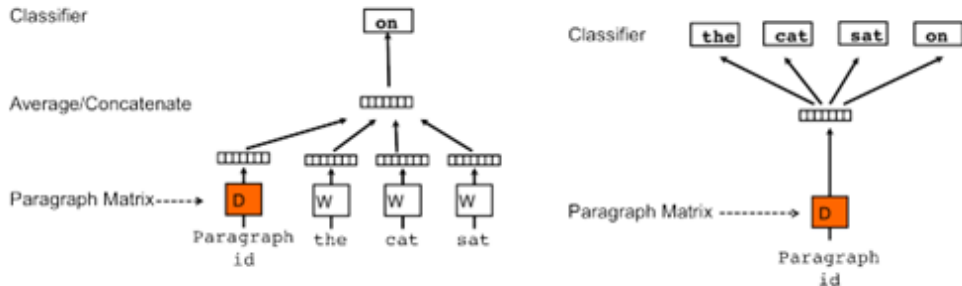 Classifier
on
Average/Concatenate
Paragraph Matrix
D
W
W
W
Paragraph
id
the
cat
sat
Classifier
the
cat
sat
on
Paragraph Matrix
D
Paragraph
id